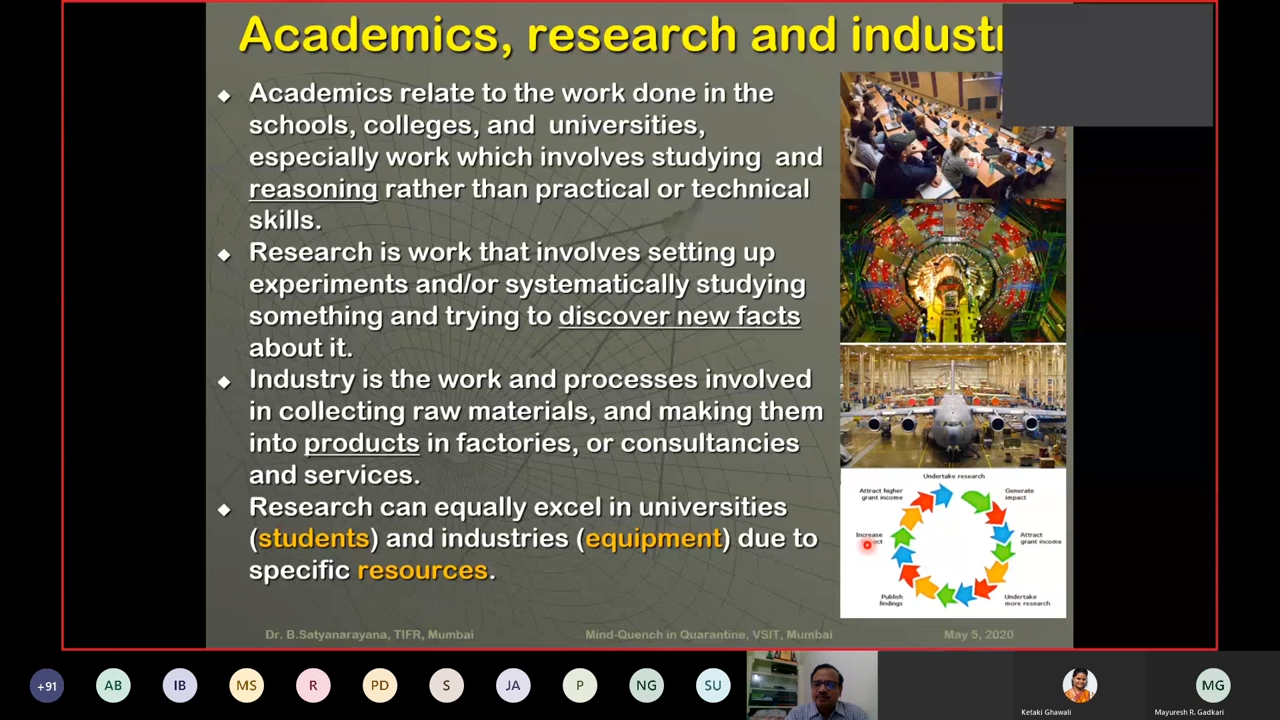 Academics, research and industr
Academics relate to the work done in the
schools, colleges, and universities,
especially work which involves studying and
reasoning rather than practical or technical
skills.
Research is work that involves setting up
experiments and/or systematically studying
something and trying to discover new facts
about it.
Industry is the work and processes involved
in collecting raw materials, and making them
into products in factories, or consultancies
and services.
Research can equally excel in universities
(students) and industries (equipment) due to
specific resources.
Undertake research
Generate
impact
Attract
grant income
Undertake
more research
Publish
findings
Increase
Attract higher
grant income
Dr. B.Satyanarayana, TIFR, Mumbai
Mind-Quench in Quarantine, VSIT, Mumbai
May 5, 2020
+91
AB
IB
MS
R
PD
S
JA
P
NG
SU
MG
Ketaki Ghawali
Mayuresh R. Gadkari